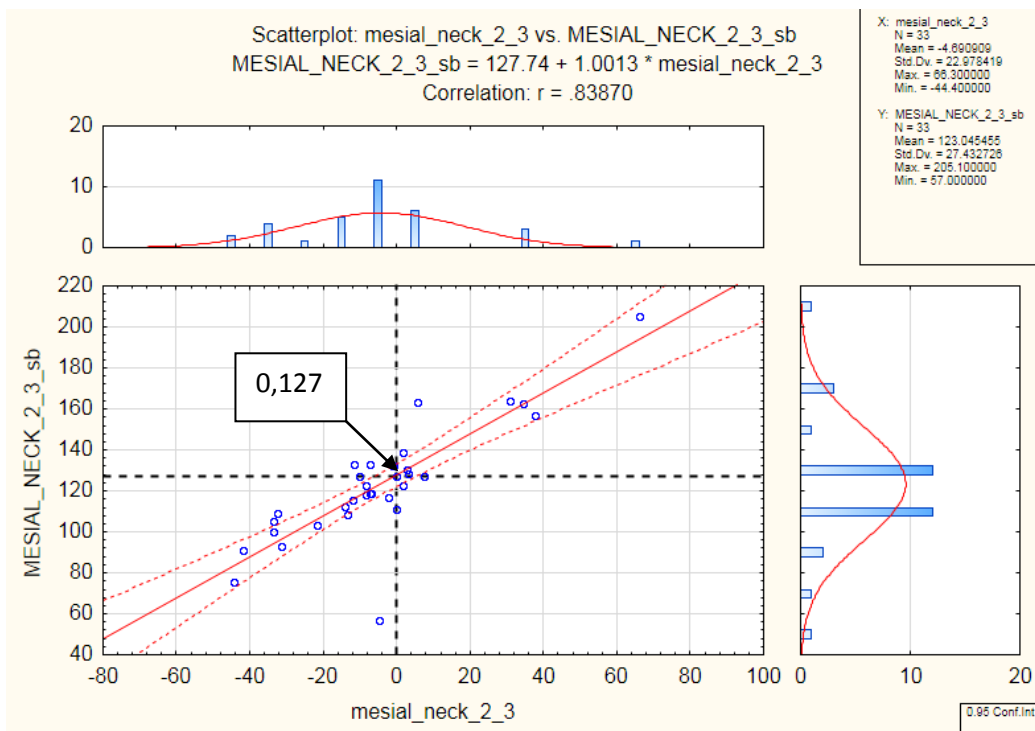 Scatterplot: mesial_neck_2_3 vs. MESIAL_NECK_2_3_sb
MESIAL_NECK_2_3_sb = 127.74 + 1.0013 * mesial_neck_2_3
Correlation: r = .83870
X: mesial_neck_2_3
N = 33
Mean = -4.690909
Std.Dv. = 22.978419
Max. = 66.300000
Min. = -44.400000
Y: MESIAL_NECK_2_3_sb
N = 33
Mean = 123.045455
Std.Dv. = 27.432726
Max. = 205.100000
Min. = 57.000000
20
10
0
220
200
180
160
140
120
100
80
60
40
MESIAL_NECK_2_3_sb
0,127
-80 -60 -40 -20 0 20 40 60 80 100
mesial_neck_2_3
0 10 20
0.95 Conf.Int